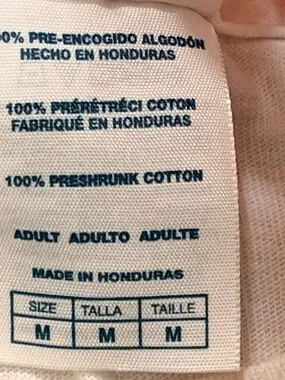 00% PRE-ENCOGIDO ALGODÓN
HECHO EN HONDURAS
100% PRÉRÉTRÉCI COTON
FABRIQUÉ EN HONDURAS
100% PRESHRUNK COTTON
ADULT ADULTO ADULTE
MADE IN HONDURAS
SIZE TALLA TAILLE
M M M